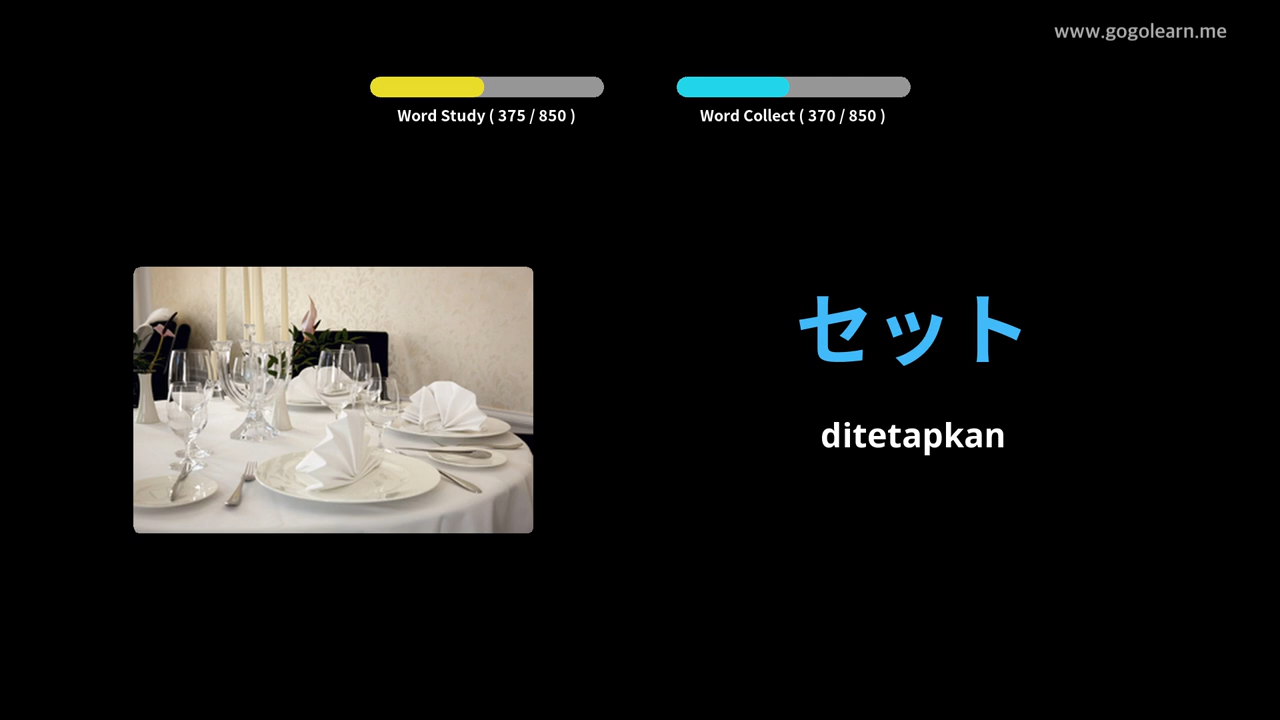 www.gogolearn.me
Word Study ( 375 / 850 )
Word Collect ( 370 / 850 )
セット
ditetapkan